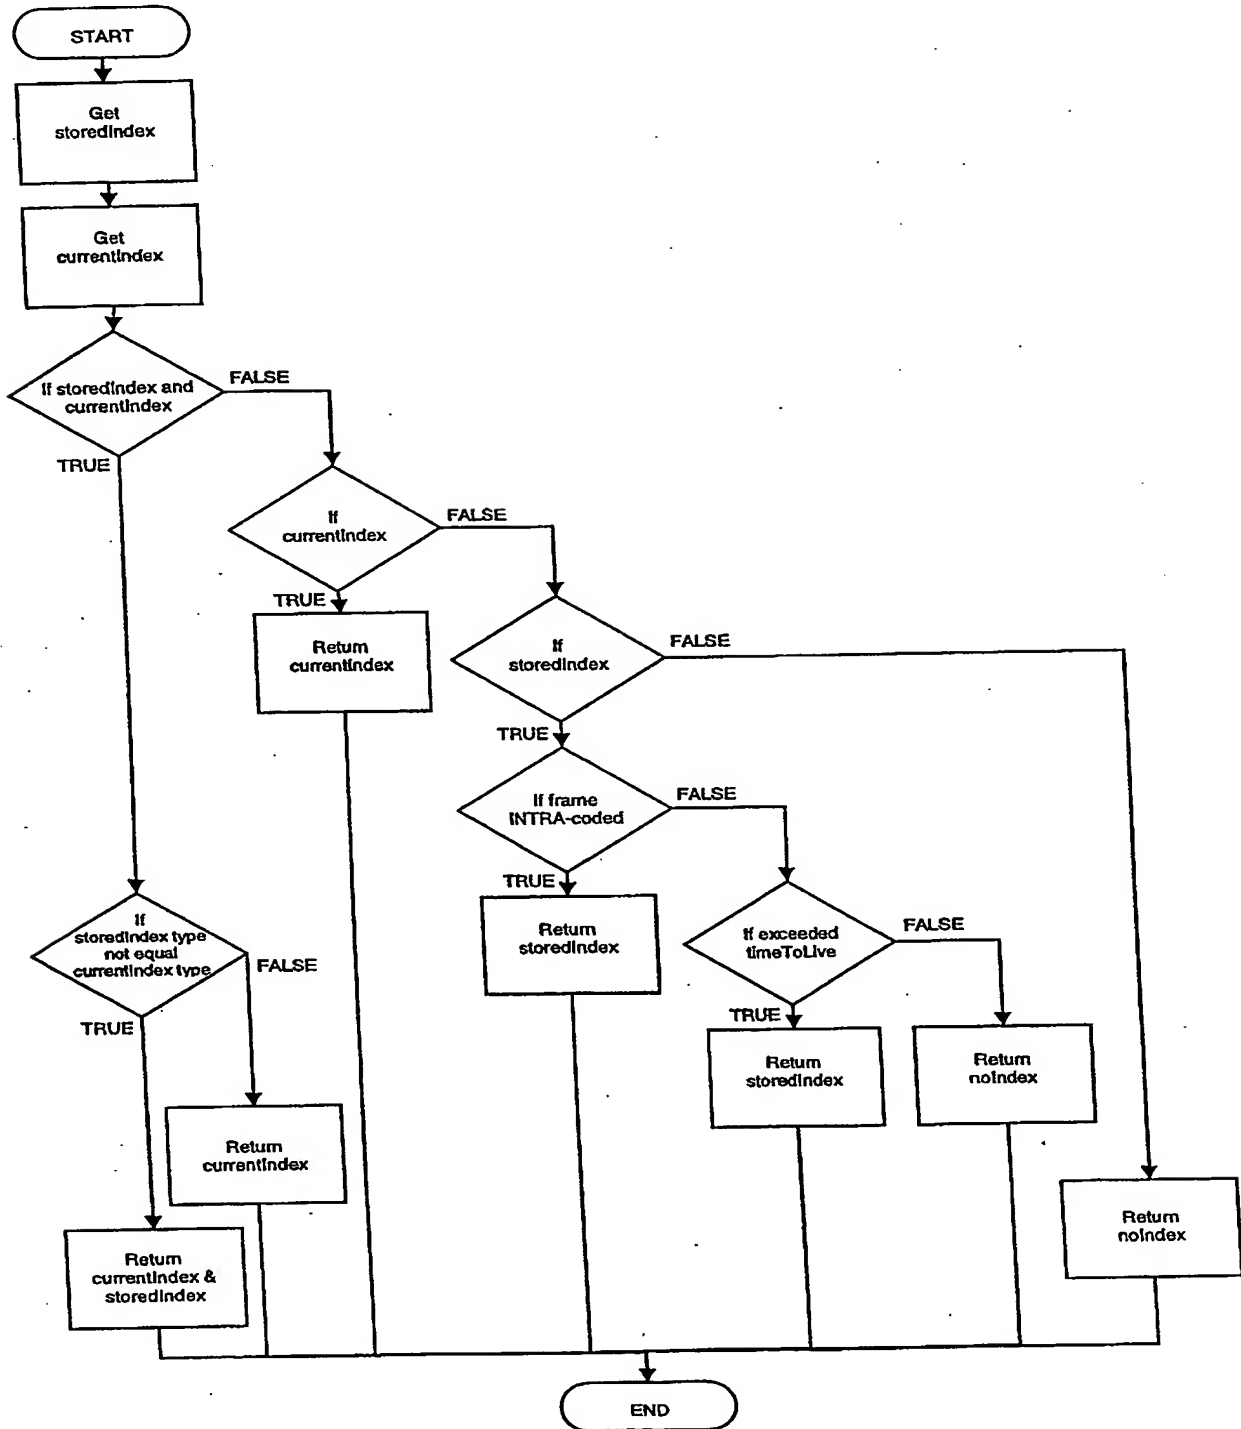 START
Get
storedIndex
Get
currentIndex
If storedIndex and
currentIndex
FALSE
TRUE
If
currentIndex
FALSE
TRUE
Return
currentIndex
If
storedIndex
FALSE
TRUE
If frame
INTRA-coded
FALSE
TRUE
Return
storedIndex
If exceeded
timeToLive
FALSE
TRUE
Return
storedIndex
Return
noIndex
If
storedIndex type
not equal
currentIndex type
FALSE
TRUE
Return
currentIndex
Return
currentIndex &
storedIndex
Return
noIndex
END